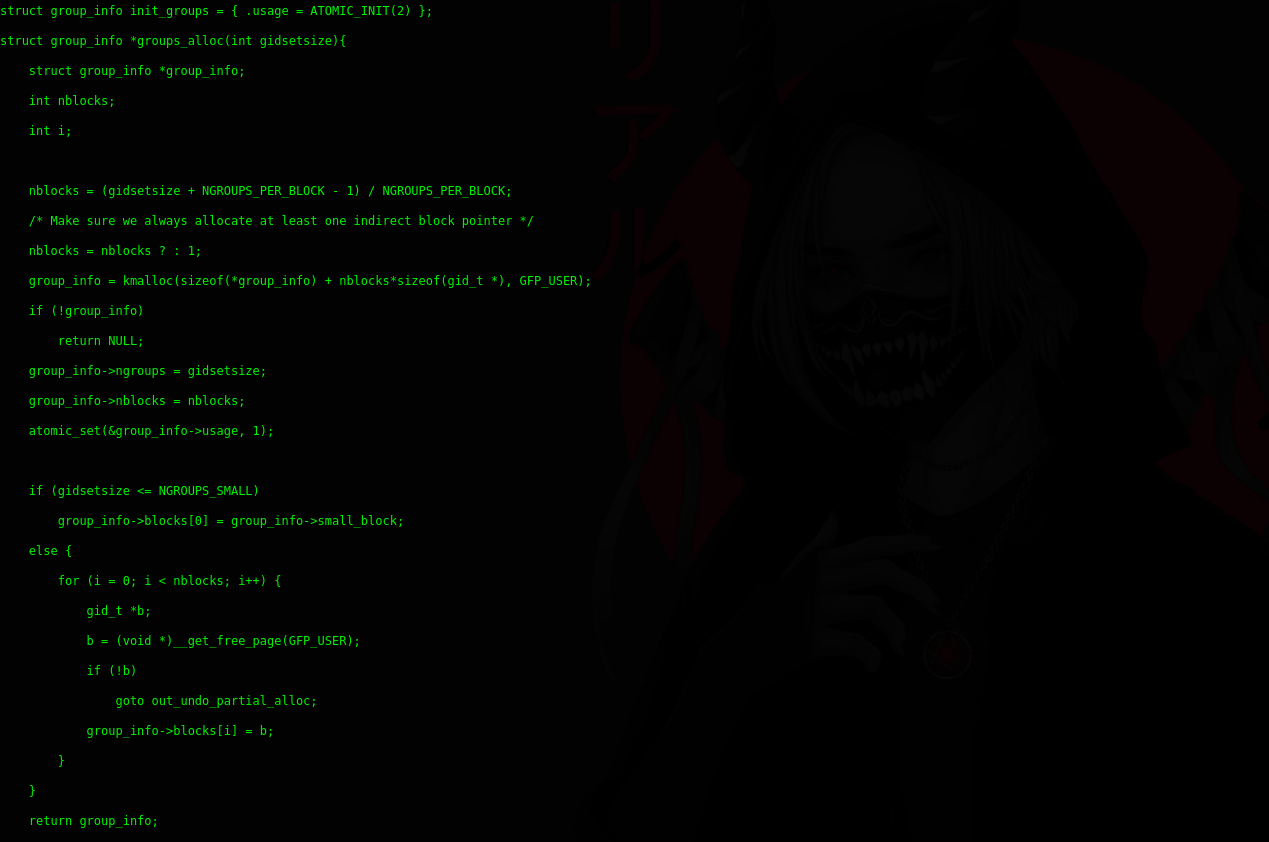 struct group_info init_groups = { .usage = ATOMIC_INIT(2) };
struct group_info *groups_alloc(int gidsetsize){
    struct group_info *group_info;
    int nblocks;
    int i;
    nblocks = (gidsetsize + NGROUPS_PER_BLOCK - 1) / NGROUPS_PER_BLOCK;
    /* Make sure we always allocate at least one indirect block pointer */
    nblocks = nblocks ? : 1;
    group_info = kmalloc(sizeof(*group_info) + nblocks*sizeof(gid_t *), GFP_USER);
    if (!group_info)
        return NULL;
    group_info->ngroups = gidsetsize;
    group_info->nblocks = nblocks;
    atomic_set(&group_info->usage, 1);
    if (gidsetsize <= NGROUPS_SMALL)
        group_info->blocks[0] = group_info->small_block;
    else {
        for (i = 0; i < nblocks; i++) {
            gid_t *b;
            b = (void *)__get_free_page(GFP_USER);
            if (!b)
                goto out_undo_partial_alloc;
            group_info->blocks[i] = b;
        }
    }
    return group_info;
リアル